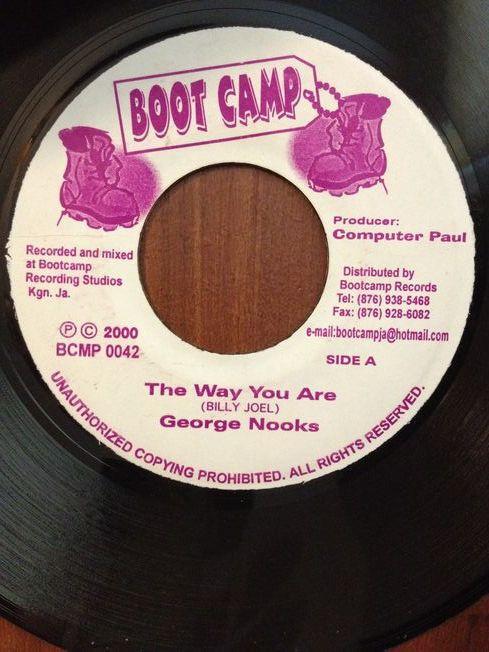 BOOT CAMP
Producer:
Computer Paul
Recorded and mixed
at Bootcamp
Recording Studios
Kgn. Ja.
Distributed by
Bootcamp Records
Tel: (876) 938-5468
Fax: (876) 928-6082
e-mail:bootcampja@hotmail.com
Ⓟ © 2000
BCMP 0042
SIDE A
The Way You Are
(BILLY JOEL)
George Nooks
UNAUTHORIZED COPYING PROHIBITED. ALL RIGHTS RESERVED.